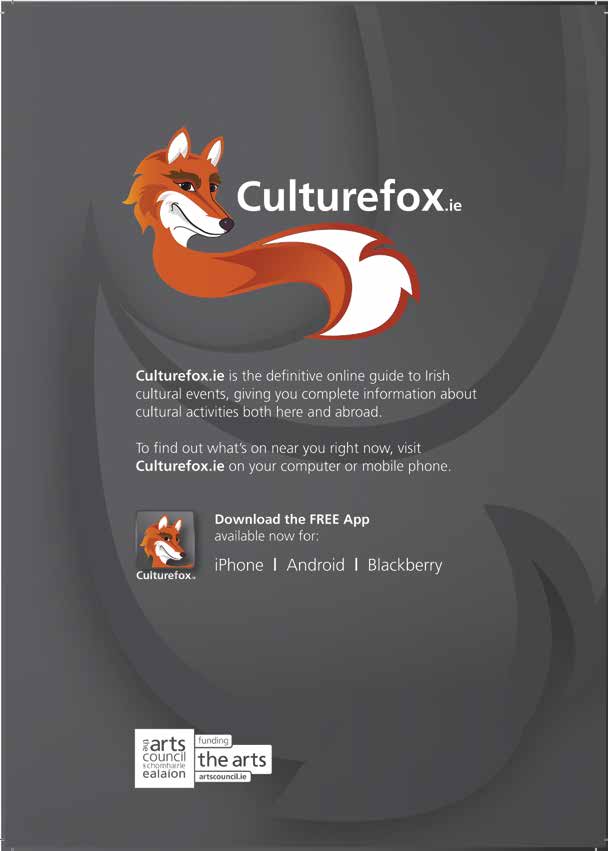 Culturefox.ie
Culturefox.ie is the definitive online guide to Irish
cultural events, giving you complete information about
cultural activities both here and abroad.
To find out what's on near you right now, visit
Culturefox.ie on your computer or mobile phone.
Download the FREE App
available now for:
iPhone | Android | Blackberry
Culturefox
the arts
council
chomhairle
ealaíon
funding
the arts
artscouncil.ie